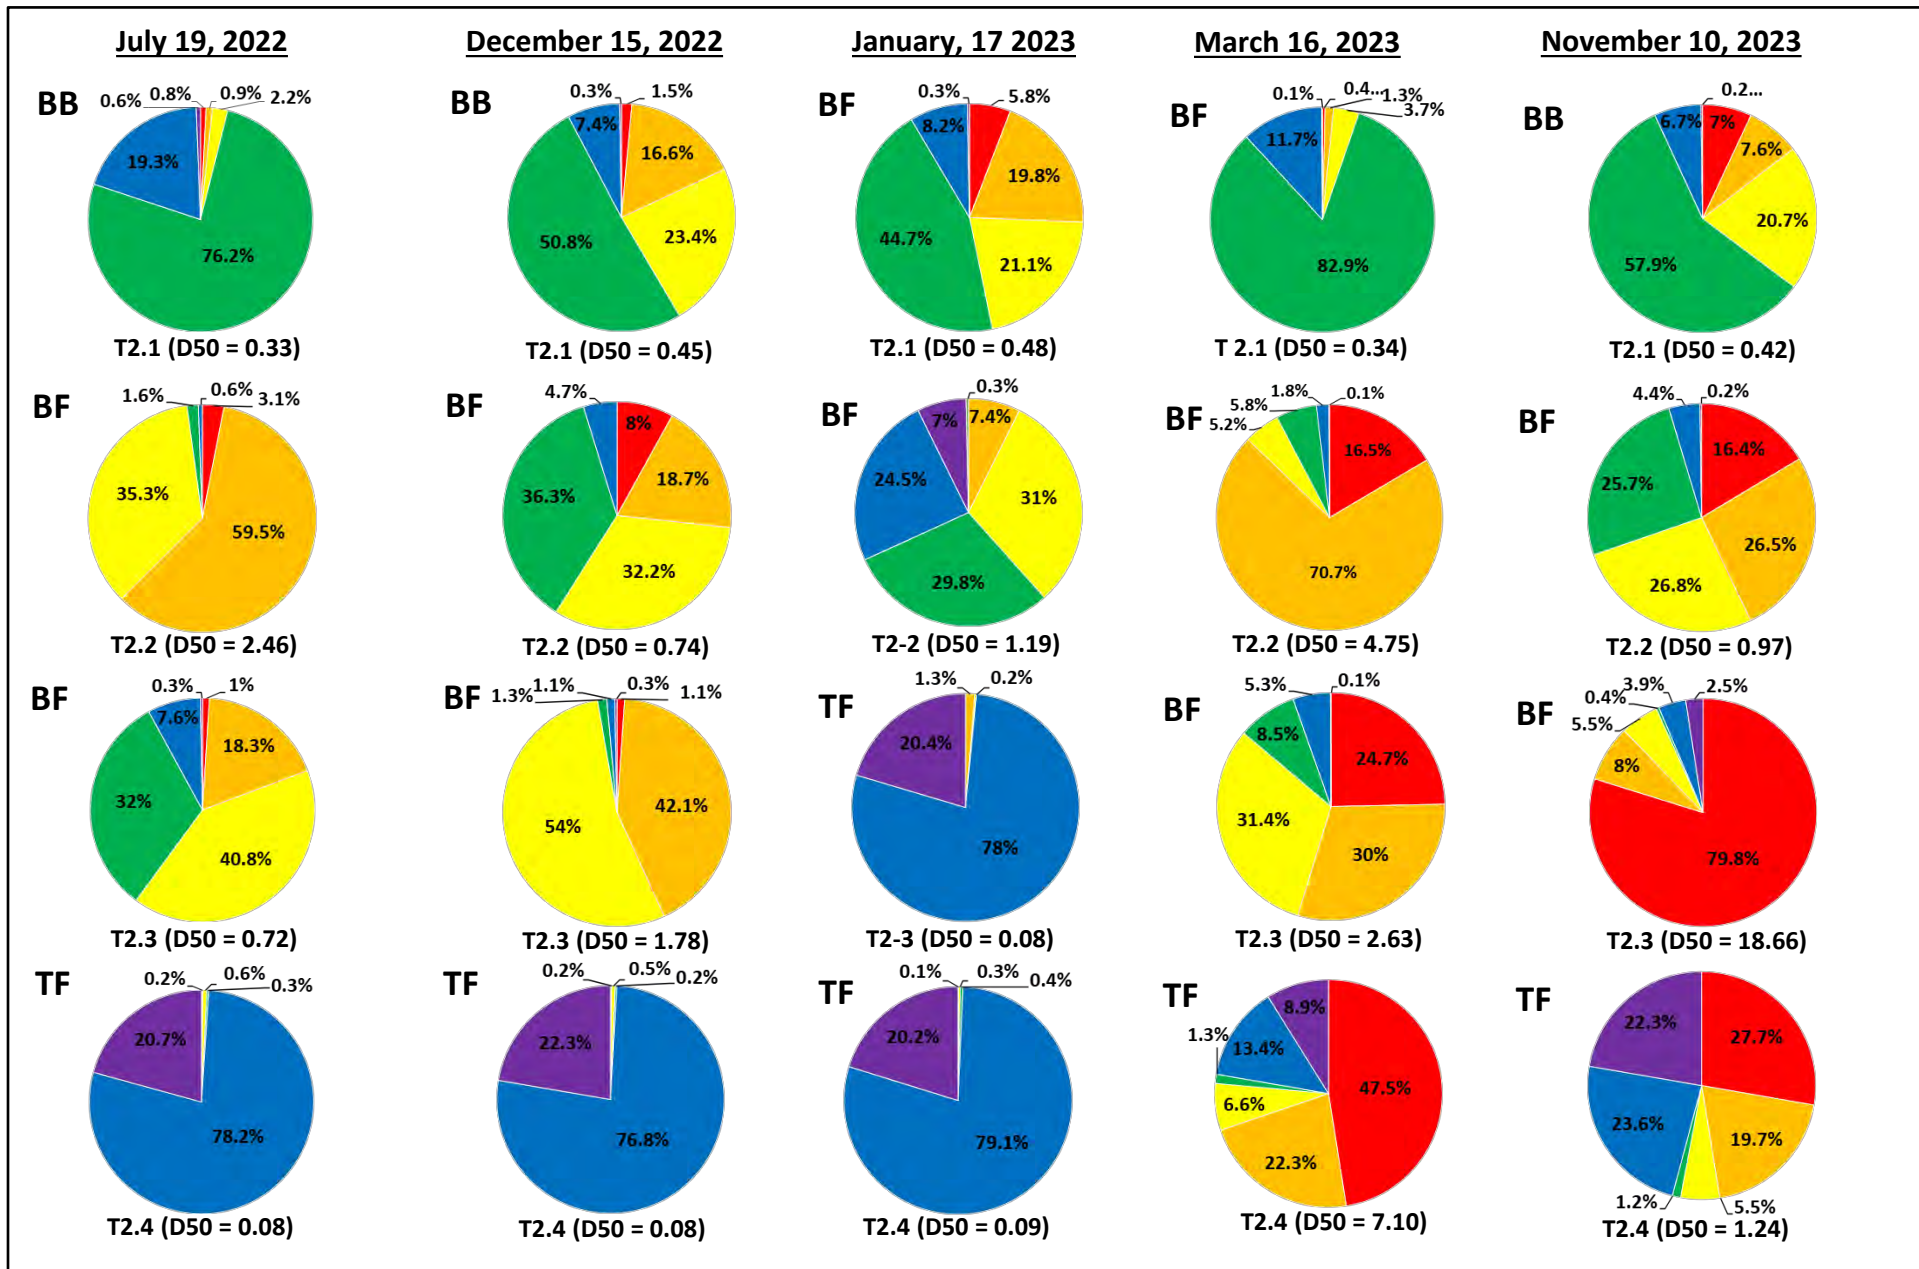 July 19, 2022
December 15, 2022
January, 17 2023
March 16, 2023
November 10, 2023
BB
0.6%
0.8%
0.9%
2.2%
19.3%
76.2%
T2.1 (D50 = 0.33)
BB
0.3%
1.5%
7.4%
16.6%
50.8%
23.4%
T2.1 (D50 = 0.45)
BF
0.3%
5.8%
8.2%
19.8%
44.7%
21.1%
T2.1 (D50 = 0.48)
BF
0.1%
0.4...
1.3%
3.7%
11.7%
82.9%
T 2.1 (D50 = 0.34)
BB
0.2...
6.7%
7%
7.6%
20.7%
57.9%
T2.1 (D50 = 0.42)
BF
1.6%
0.6%
3.1%
35.3%
59.5%
T2.2 (D50 = 2.46)
BF
4.7%
8%
18.7%
36.3%
32.2%
T2.2 (D50 = 0.74)
BF
0.3%
7%
7.4%
24.5%
31%
29.8%
T2-2 (D50 = 1.19)
BF
1.8%
0.1%
5.8%
5.2%
16.5%
70.7%
T2.2 (D50 = 4.75)
BF
4.4%
0.2%
16.4%
25.7%
26.5%
26.8%
T2.2 (D50 = 0.97)
BF
0.3%
1%
7.6%
18.3%
32%
40.8%
T2.3 (D50 = 0.72)
BF
1.3%
1.1%
0.3%
1.1%
42.1%
54%
T2.3 (D50 = 1.78)
TF
1.3%
0.2%
20.4%
78%
T2-3 (D50 = 0.08)
BF
5.3%
0.1%
8.5%
24.7%
31.4%
30%
T2.3 (D50 = 2.63)
BF
0.4%
3.9%
2.5%
5.5%
8%
79.8%
T2.3 (D50 = 18.66)
TF
0.2%
0.6%
0.3%
20.7%
78.2%
T2.4 (D50 = 0.08)
TF
0.2%
0.5%
0.2%
22.3%
76.8%
T2.4 (D50 = 0.08)
TF
0.1%
0.3%
0.4%
20.2%
79.1%
T2.4 (D50 = 0.09)
TF
8.9%
1.3%
13.4%
47.5%
6.6%
22.3%
T2.4 (D50 = 7.10)
TF
22.3%
27.7%
23.6%
19.7%
1.2%
5.5%
T2.4 (D50 = 1.24)